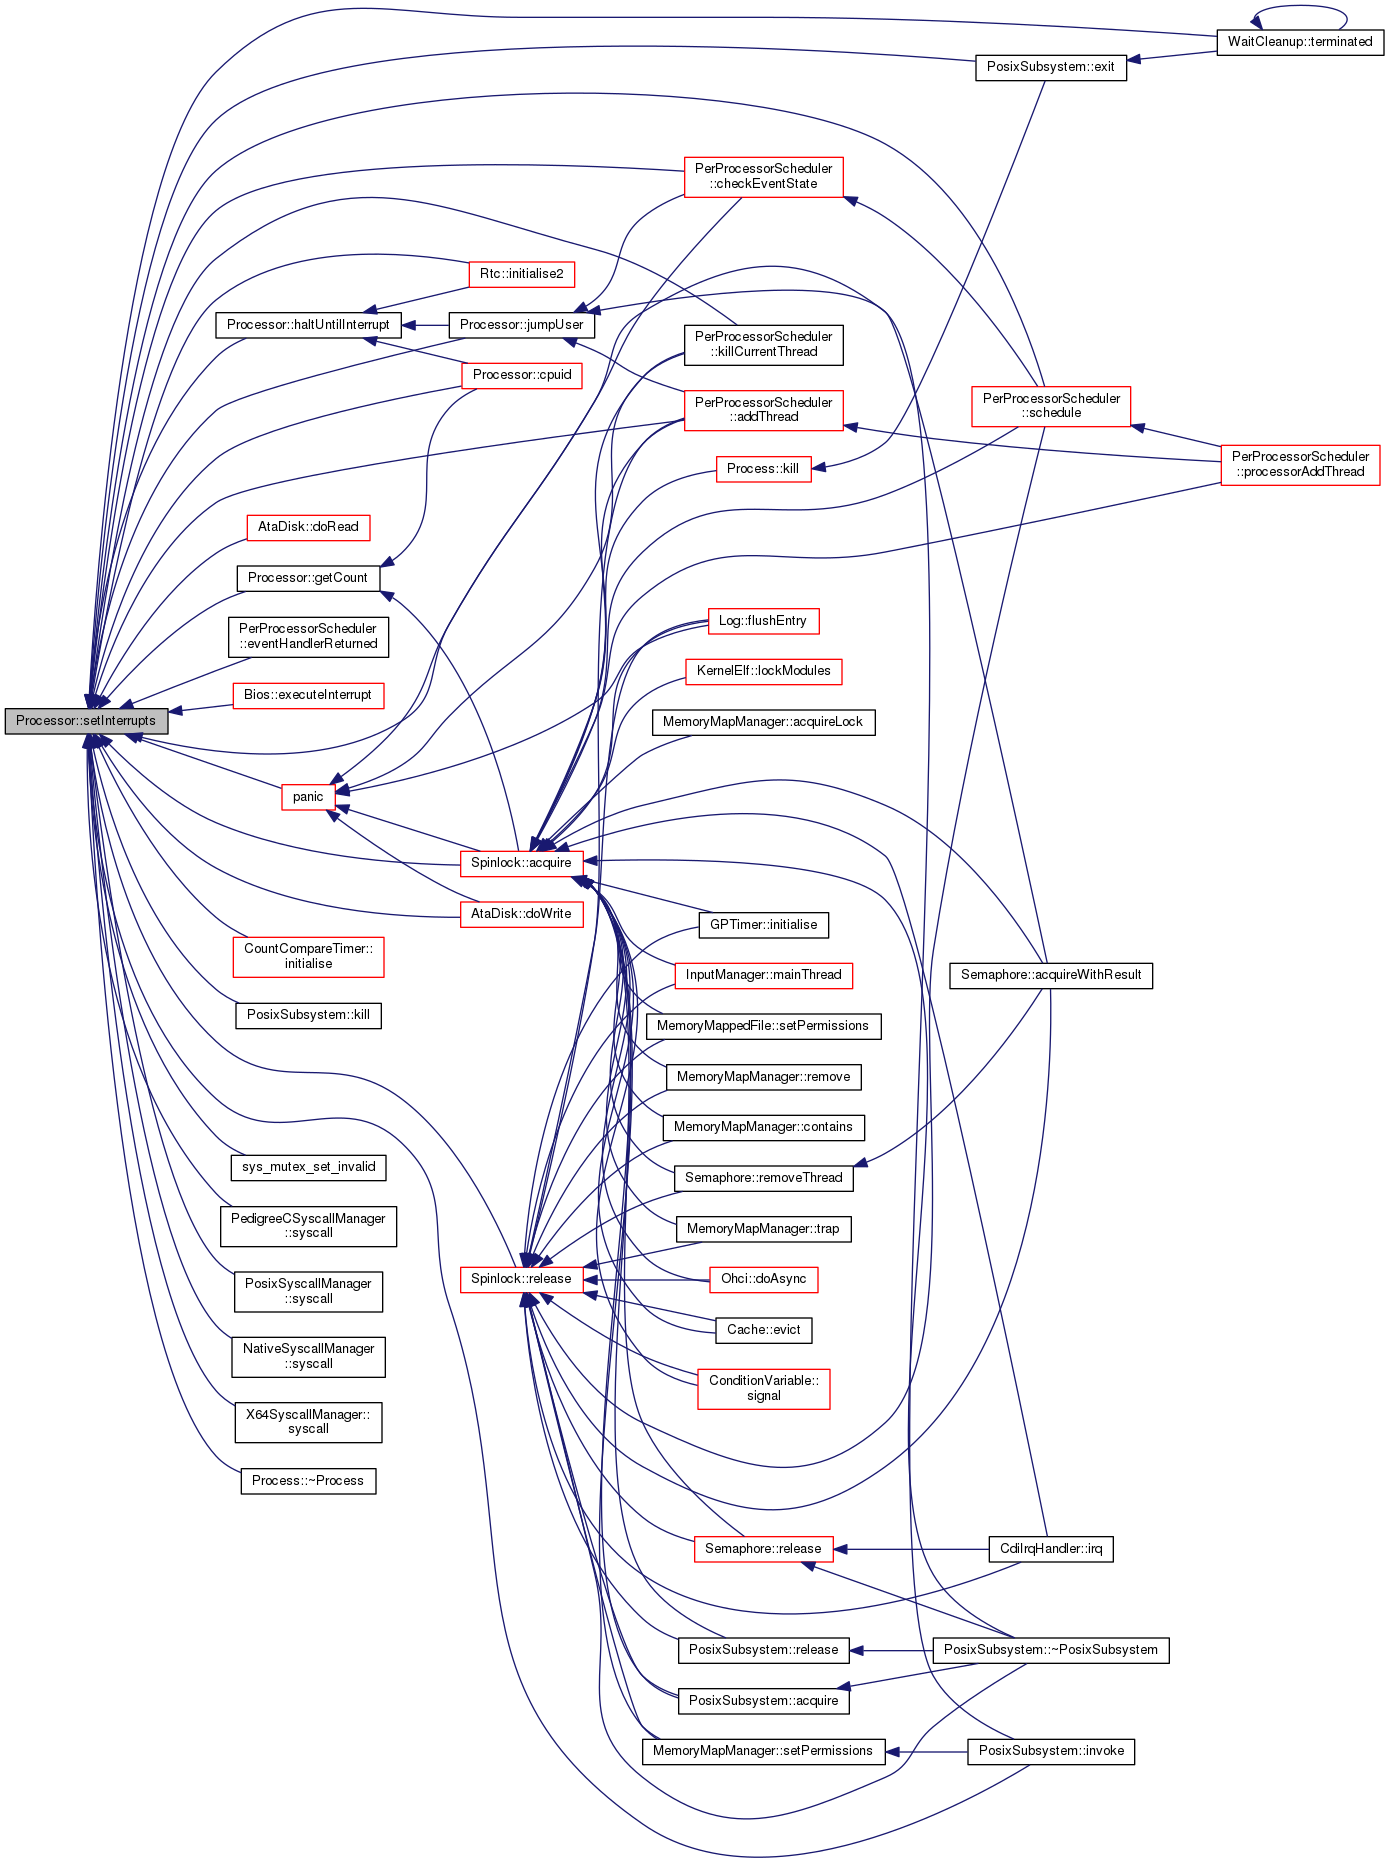 WaitCleanup::terminated
PosixSubsystem::exit
PerProcessorScheduler
::checkEventState
Rtc::initialise2
Processor::haltUntilInterrupt
Processor::jumpUser
PerProcessorScheduler
::killCurrentThread
Processor::cpuid
PerProcessorScheduler
::addThread
PerProcessorScheduler
::schedule
PerProcessorScheduler
::processorAddThread
Process::kill
AtaDisk::doRead
Processor::getCount
PerProcessorScheduler
::eventHandlerReturned
Log::flushEntry
KernelElf::lockModules
Bios::executeInterrupt
MemoryMapManager::acquireLock
Processor::setInterrupts
panic
Spinlock::acquire
AtaDisk::doWrite
GPTimer::initialise
CountCompareTimer::
initialise
InputManager::mainThread
Semaphore::acquireWithResult
PosixSubsystem::kill
MemoryMappedFile::setPermissions
MemoryMapManager::remove
MemoryMapManager::contains
sys_mutex_set_invalid
Semaphore::removeThread
PedigreeCSyscallManager
::syscall
MemoryMapManager::trap
PosixSyscallManager
::syscall
Spinlock::release
Ohci::doAsync
Cache::evict
NativeSyscallManager
::syscall
ConditionVariable::
signal
X64SyscallManager::
syscall
Process::~Process
Semaphore::release
CdiIrqHandler::irq
PosixSubsystem::release
PosixSubsystem::~PosixSubsystem
PosixSubsystem::acquire
MemoryMapManager::setPermissions
PosixSubsystem::invoke